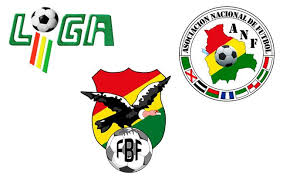 LIGA
ASOCIACION NACIONAL DE FUTBOL
ANF
FBF